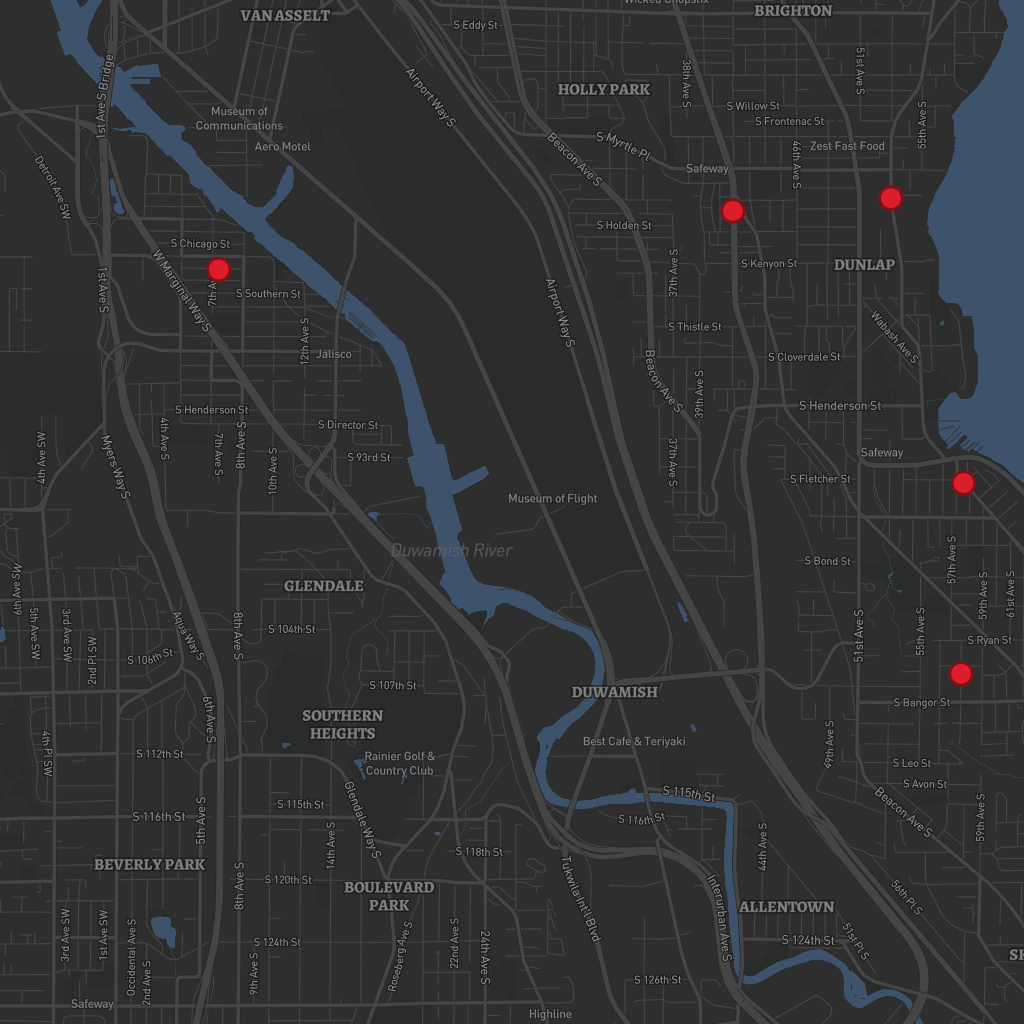 Wicked Chopstix
VAN ASSELT
BRIGHTON
S Eddy St
51st Ave S
38th Ave S
HOLLY PARK
Airport Way S
1st Ave S Bridge
S Willow St
Museum of
Communications
S Frontenac St
55th Ave S
Aero Motel
S Myrtle Pl
Zest Fast Food
Beacon Ave S
Safeway
46th Ave S
Detroit Ave SW
S Holden St
S Chicago St
S Kenyon St
DUNLAP
37th Ave S
1st Ave S
W Marginal Way S
7th A
S Southern St
Airport Way S
S Thistle St
12th Ave S
Wabash Ave S
Jalisco
S Cloverdale St
Beacon Ave S
39th Ave S
S Henderson St
S Henderson St
S Director St
4th Ave S
8th Ave S
7th Ave S
4th Ave SW
Myers Way S
S 93rd St
10th Ave S
37th Ave S
Safeway
S Fletcher St
Museum of Flight
Duwamish River
57th Ave S
S Bond St
GLENDALE
6th Ave SW
59th Ave S
61st Ave S
5th Ave SW
3rd Ave SW
2nd Pl SW
Aqua Way S
8th Ave S
S 104th St
51st Ave S
55th Ave S
S Ryan St
S 106th St
S 107th St
DUWAMISH
S Bangor St
6th Ave S
SOUTHERN
HEIGHTS
4th Pl SW
S 112th St
Rainier Golf &
Country Club
Best Cafe & Teriyaki
49th Ave S
S Leo St
S Avon St
S 115th St
S 115th St
S 116th St
S 116th St
5th Ave S
14th Ave S
Glendale Way S
Beacon Ave S
59th Ave S
44th Ave S
S 118th St
BEVERLY PARK
8th Ave S
S 120th St
BOULEVARD
PARK
Tukwila Int'l Blvd
Interurban Ave S
56th Pl S
ALLENTOWN
3rd Ave SW
1st Ave SW
Occidental Ave S
2nd Ave S
S 124th St
9th Ave S
Roseberg Ave S
22nd Ave S
24th Ave S
S 124th St
51st Pl S
SK
S 126th St
Safeway
Highline